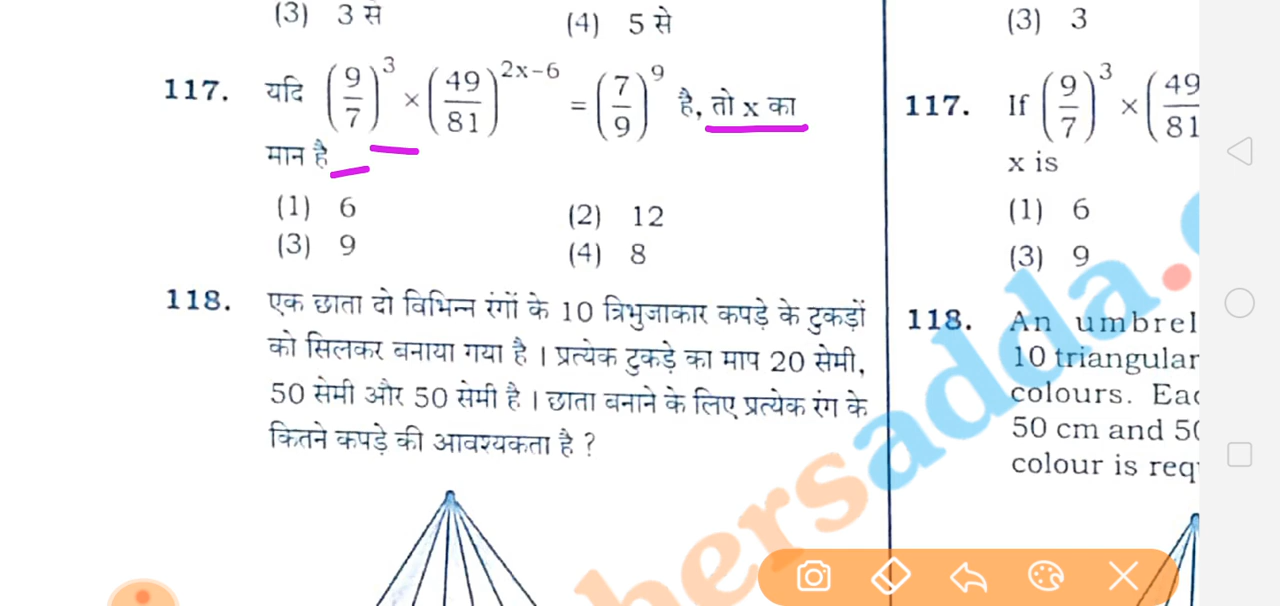 (3) 3 से (4) 5 से
117. यदि (9/7)^3 × (49/81)^{2x-6} = (7/9)^9 है, तो x का
मान है
(1) 6 (2) 12
(3) 9 (4) 8
118. एक छाता दो विभिन्न रंगों के 10 त्रिभुजाकार कपड़े के टुकड़ों
को सिलकर बनाया गया है । प्रत्येक टुकड़े का माप 20 सेमी,
50 सेमी और 50 सेमी है । छाता बनाने के लिए प्रत्येक रंग के
कितने कपड़े की आवश्यकता है ?
(3) 3
117. If (9/7)^3 × (49/81
x is
(1) 6
(3) 9
118. An umbrel
10 triangular
colours. Eac
50 cm and 50
colour is req
bersadda.